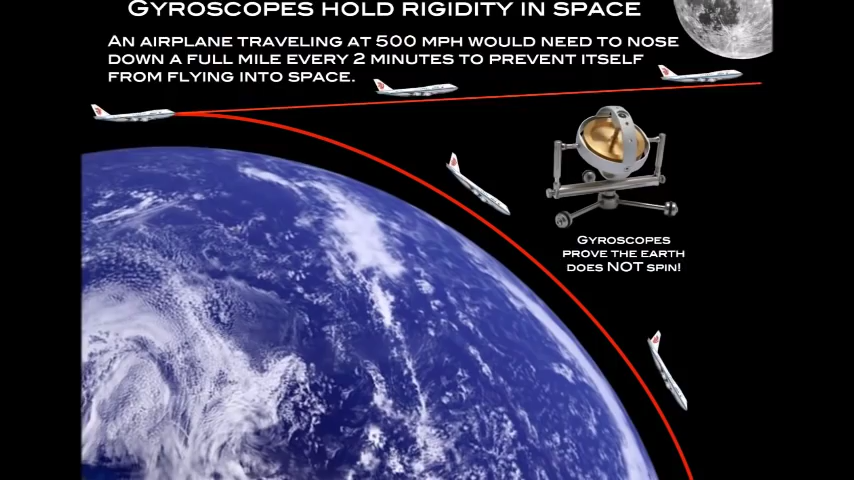 GYROSCOPES HOLD RIGIDITY IN SPACE
AN AIRPLANE TRAVELING AT 500 MPH WOULD NEED TO NOSE
DOWN A FULL MILE EVERY 2 MINUTES TO PREVENT ITSELF
FROM FLYING INTO SPACE.
GYROSCOPES
PROVE THE EARTH
DOES NOT SPIN!